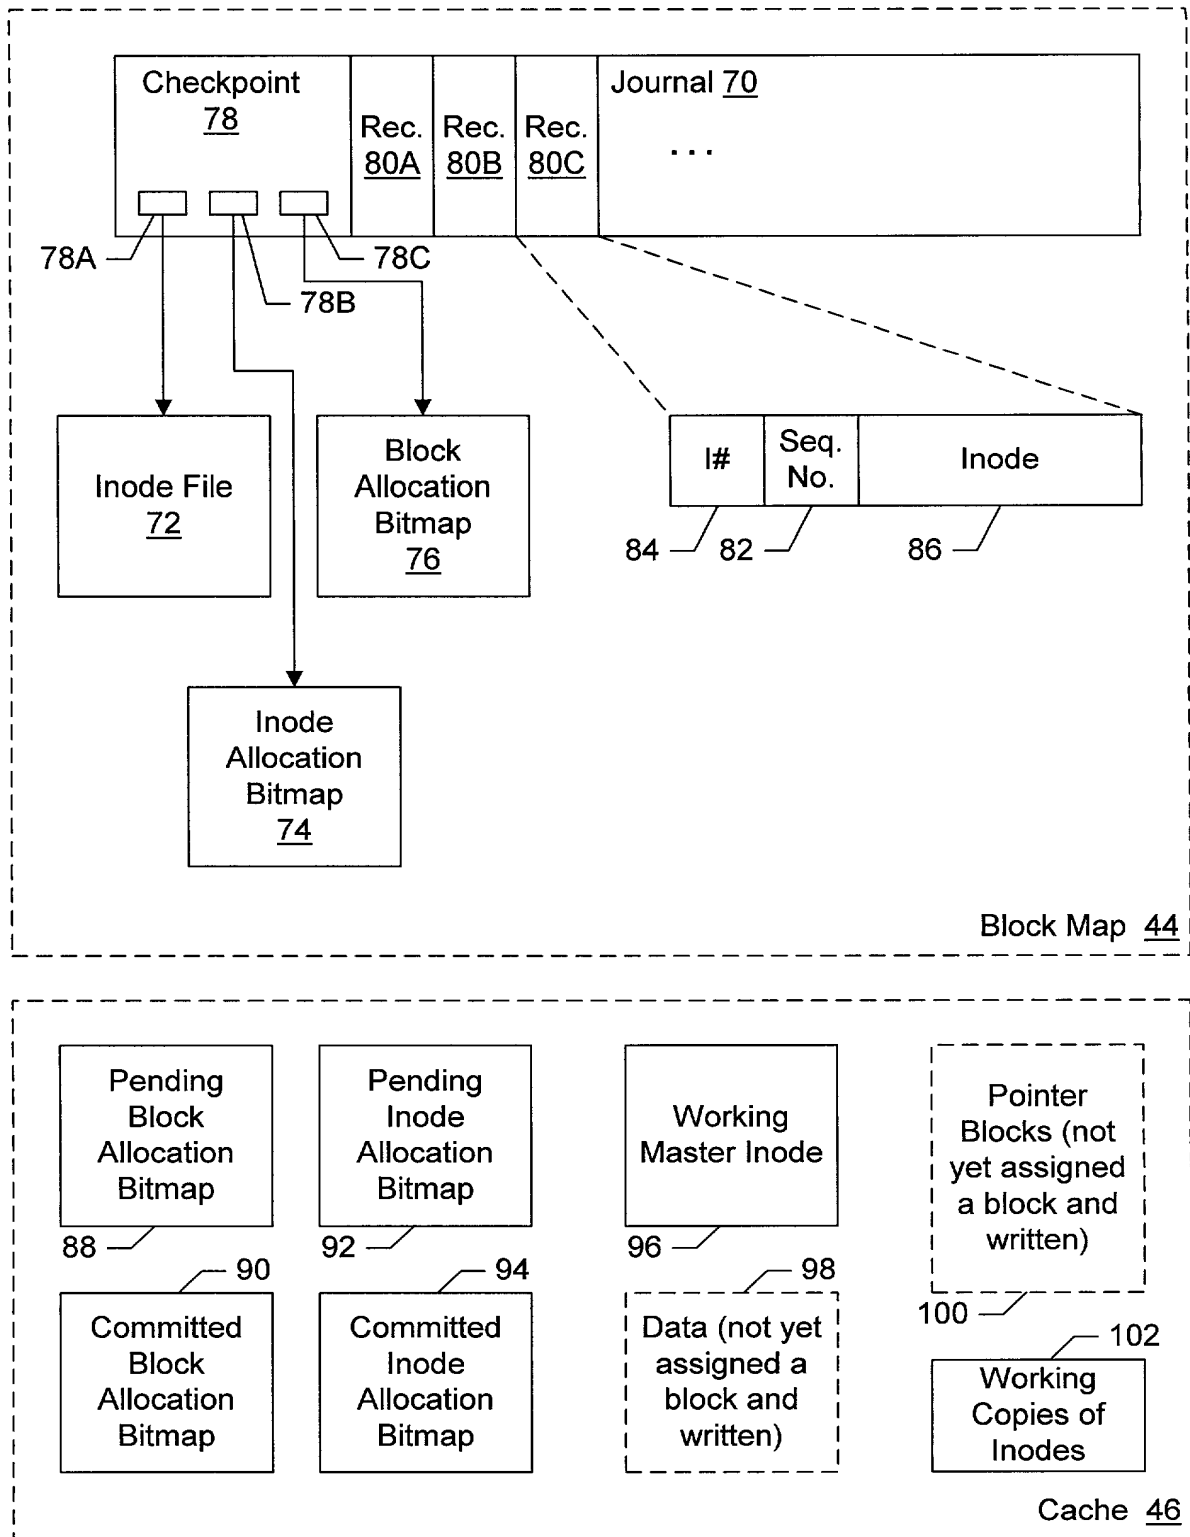 Checkpoint
78
Rec.
80A
Rec.
80B
Rec.
80C
Journal 70
. . .
78A
78B
78C
Inode File
72
Block
Allocation
Bitmap
76
I#
Seq.
No.
Inode
84
82
86
Inode
Allocation
Bitmap
74
Block Map 44
Pending
Block
Allocation
Bitmap
88
Pending
Inode
Allocation
Bitmap
92
Working
Master Inode
96
Pointer
Blocks (not
yet assigned
a block and
written)
100
90
Committed
Block
Allocation
Bitmap
94
Committed
Inode
Allocation
Bitmap
98
Data (not yet
assigned a
block and
written)
102
Working
Copies of
Inodes
Cache 46